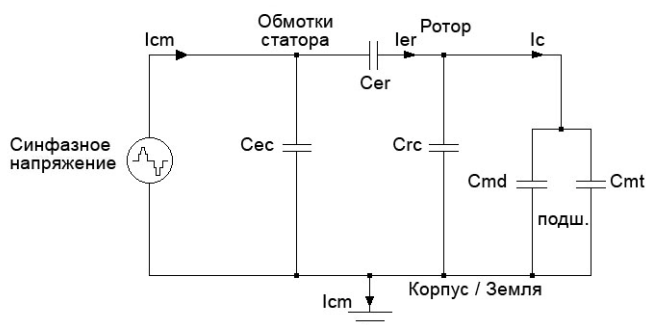 Обмотки
статора
Icm
Ier
Ротор
Ic
Cer
Синфазное
напряжение
Cec
Crc
Cmd
Cmt
подш.
Корпус / Земля
Icm